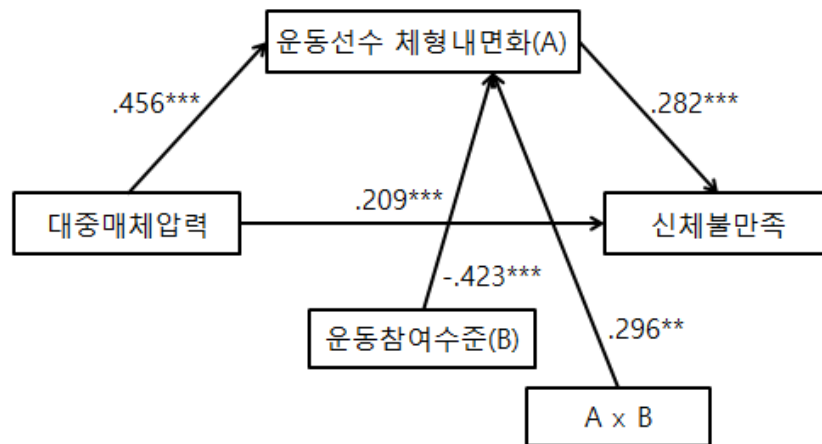 운동선수 체형내면화(A)
.456***
.282***
대중매체압력
.209***
신체불만족
-.423***
운동참여수준(B)
.296**
A x B